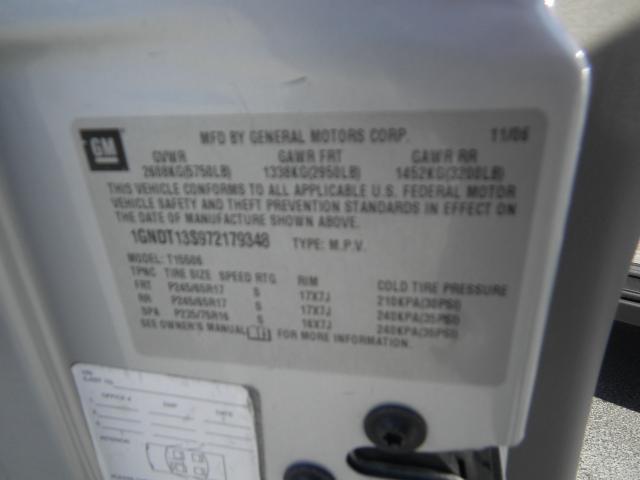 GM
MFD BY GENERAL MOTORS CORP. 11/06
GVWR GAWR FRT GAWR RR
2608KG(5750LB) 1338KG(2950LB) 1452KG(3200LB)
THIS VEHICLE CONFORMS TO ALL APPLICABLE U.S. FEDERAL MOTOR
VEHICLE SAFETY AND THEFT PREVENTION STANDARDS IN EFFECT ON
THE DATE OF MANUFACTURE SHOWN ABOVE.
1GNDT13S972179348 TYPE: M.P.V.
MODEL: T15506
TPNC TIRE SIZE SPEED RTG RIM COLD TIRE PRESSURE
FRT P245/65R17 S 17X7J 210KPA(30PSI)
RR P245/65R17 S 17X7J 240KPA(35PSI)
SPA P235/75R16 S 16X7J 240KPA(35PSI)
SEE OWNER'S MANUAL FOR MORE INFORMATION.